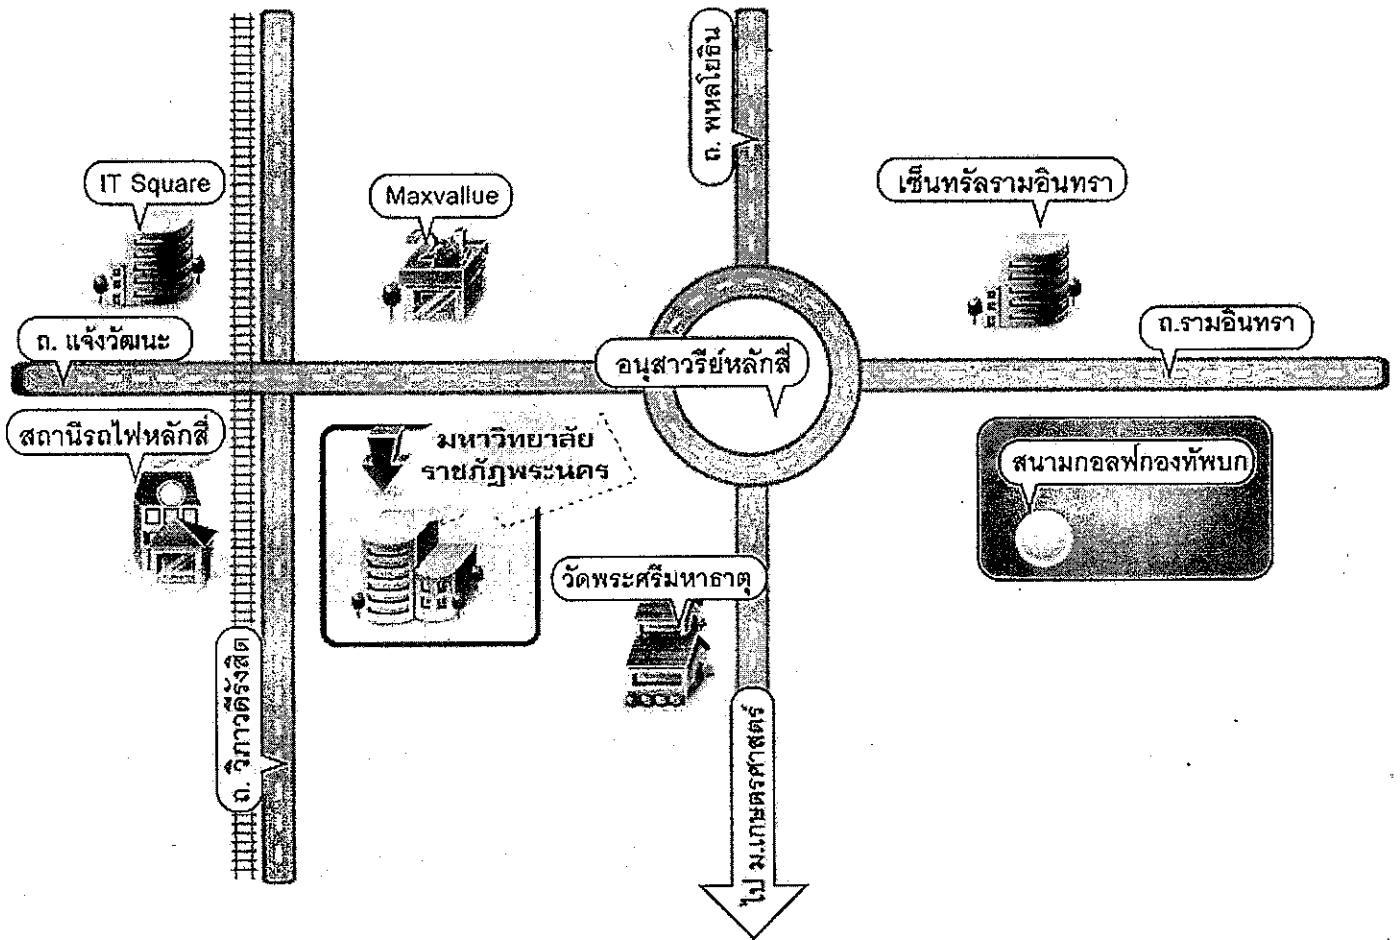 ถ. พหลโยธิน
IT Square
Maxvallue
เซ็นทรัลรามอินทรา
ถ. แจ้งวัฒนะ
ถ.รามอินทรา
อนุสาวรีย์หลักสี่
สถานีรถไฟหลักสี่
มหาวิทยาลัย
ราชภัฏพระนคร
สนามกอล์ฟกองทัพบก
วัดพระศรีมหาธาตุ
ถ. วิภาวดีรังสิต
ไป ม.เกษตรศาสตร์